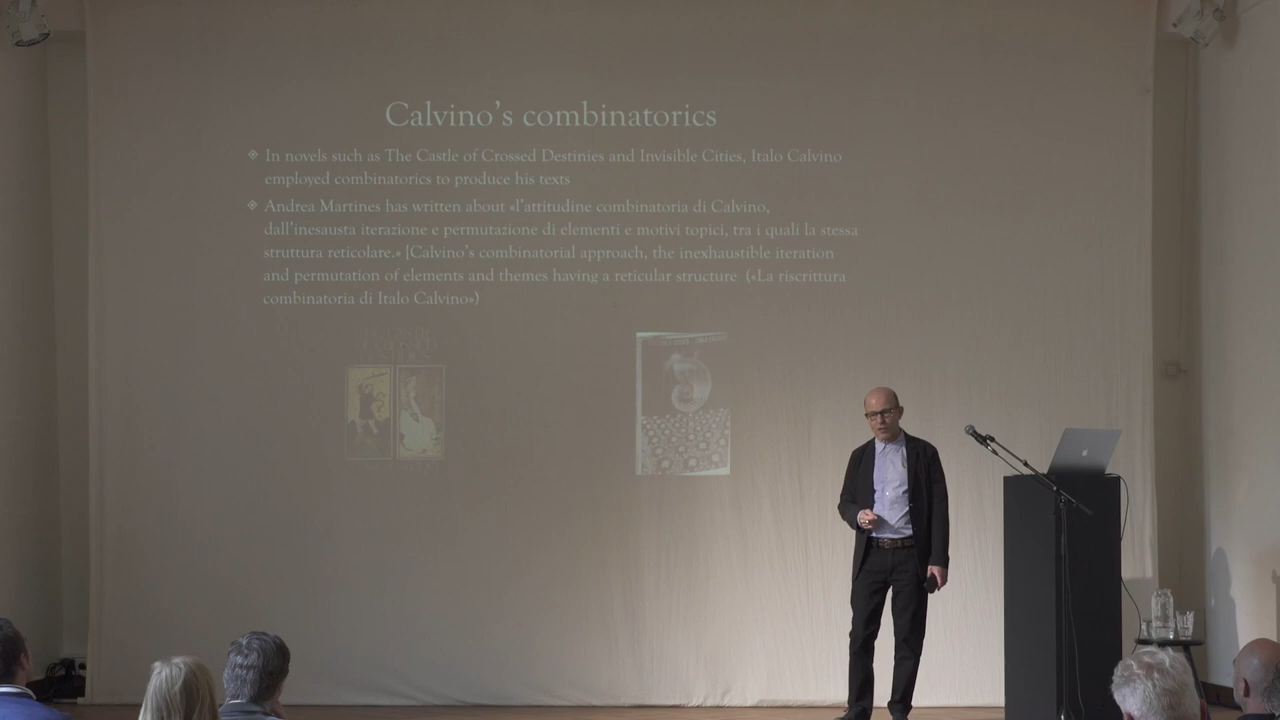 Calvino's combinatorics
In novels such as The Castle of Crossed Destinies and Invisible Cities, Italo Calvino
employed combinatorics to produce his texts
Andrea Martines has written about «l'attitudine combinatoria di Calvino,
dall'inesausta iterazione e permutazione di elementi e motivi topici, tra i quali la stessa
struttura reticolare.» [Calvino's combinatorial approach, the inexhaustible iteration
and permutation of elements and themes having a reticular structure («La riscrittura
combinatoria di Italo Calvino»)